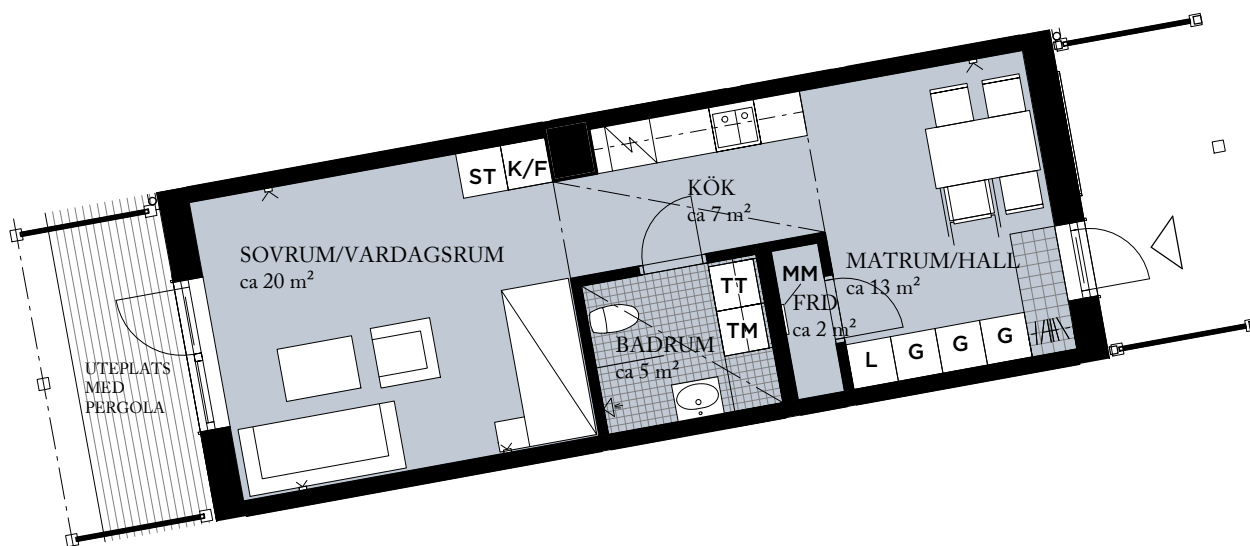 ST
K/F
KÖK
ca 7 m²
SOVRUM/VARDAGSRUM
ca 20 m²
MATRUM/HALL
ca 13 m²
MM
FRD
ca 2 m²
TT
TM
BADRUM
ca 5 m²
L
G
G
G
UTEPLATS
MED
PERGOLA